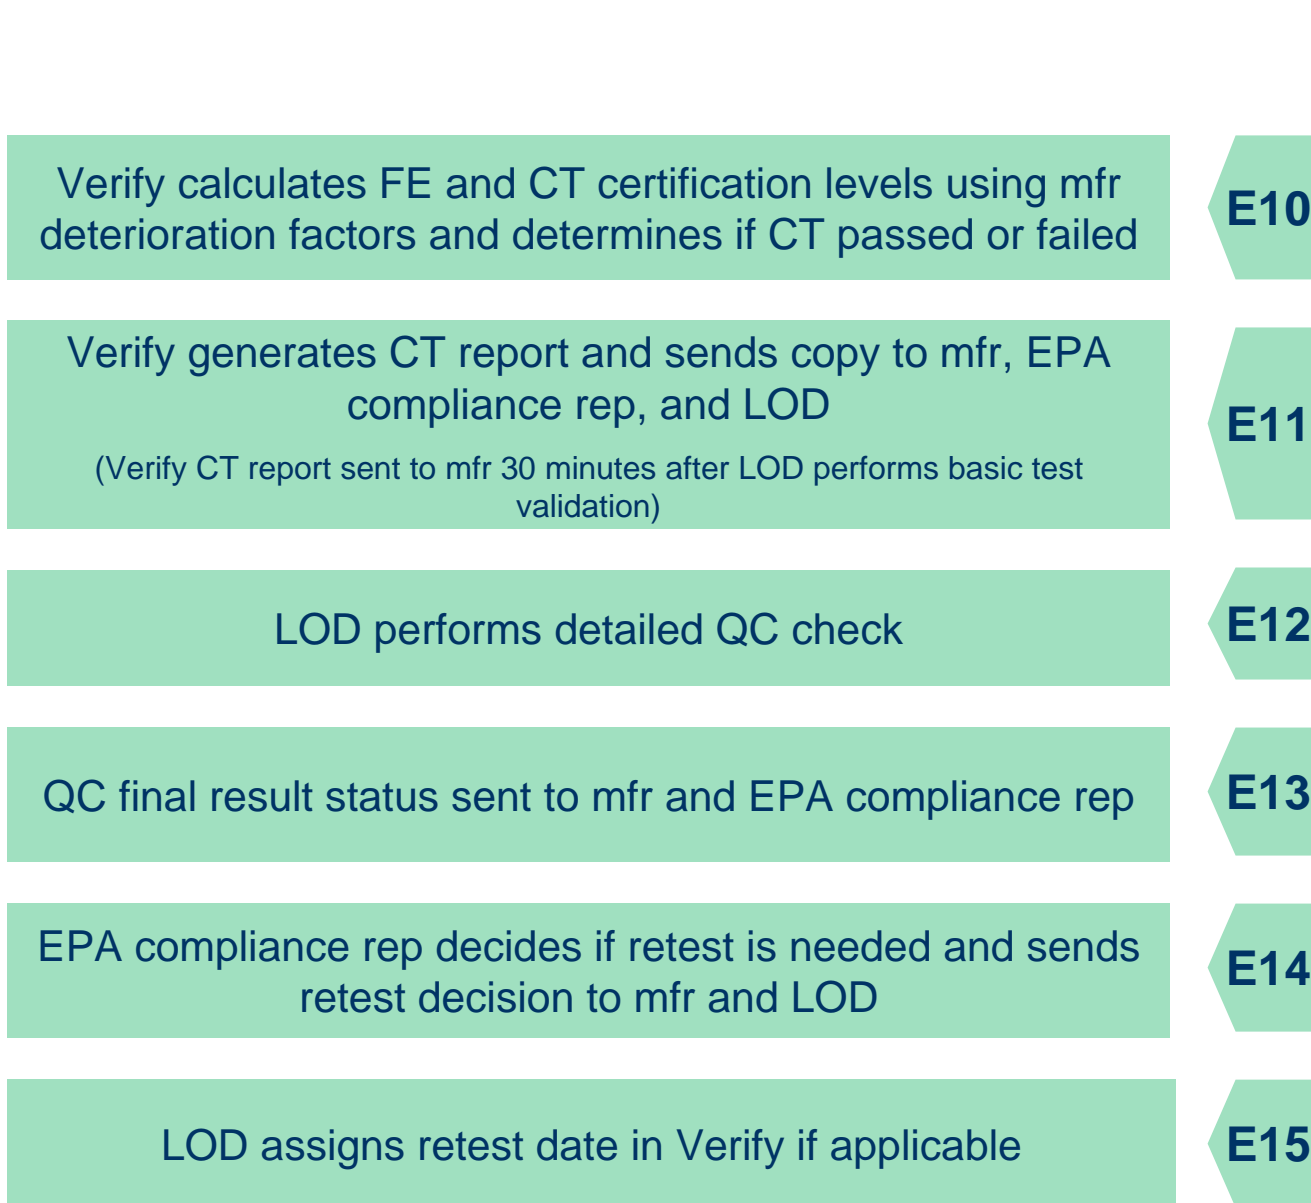 Verify calculates FE and CT certification levels using mfr
deterioration factors and determines if CT passed or failed
E10
Verify generates CT report and sends copy to mfr, EPA
compliance rep, and LOD
(Verify CT report sent to mfr 30 minutes after LOD performs basic test
validation)
E11
LOD performs detailed QC check
E12
QC final result status sent to mfr and EPA compliance rep
E13
EPA compliance rep decides if retest is needed and sends
retest decision to mfr and LOD
E14
LOD assigns retest date in Verify if applicable
E15